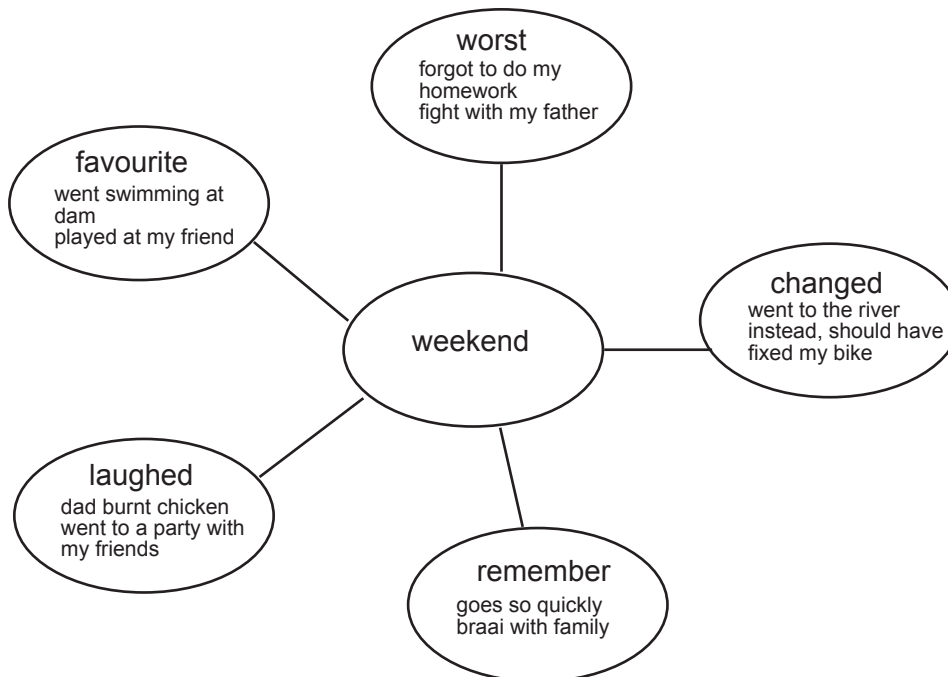 worst
forgot to do my
homework
fight with my father
favourite
went swimming at
dam
played at my friend
changed
went to the river
instead, should have
fixed my bike
weekend
laughed
dad burnt chicken
went to a party with
my friends
remember
goes so quickly
braai with family